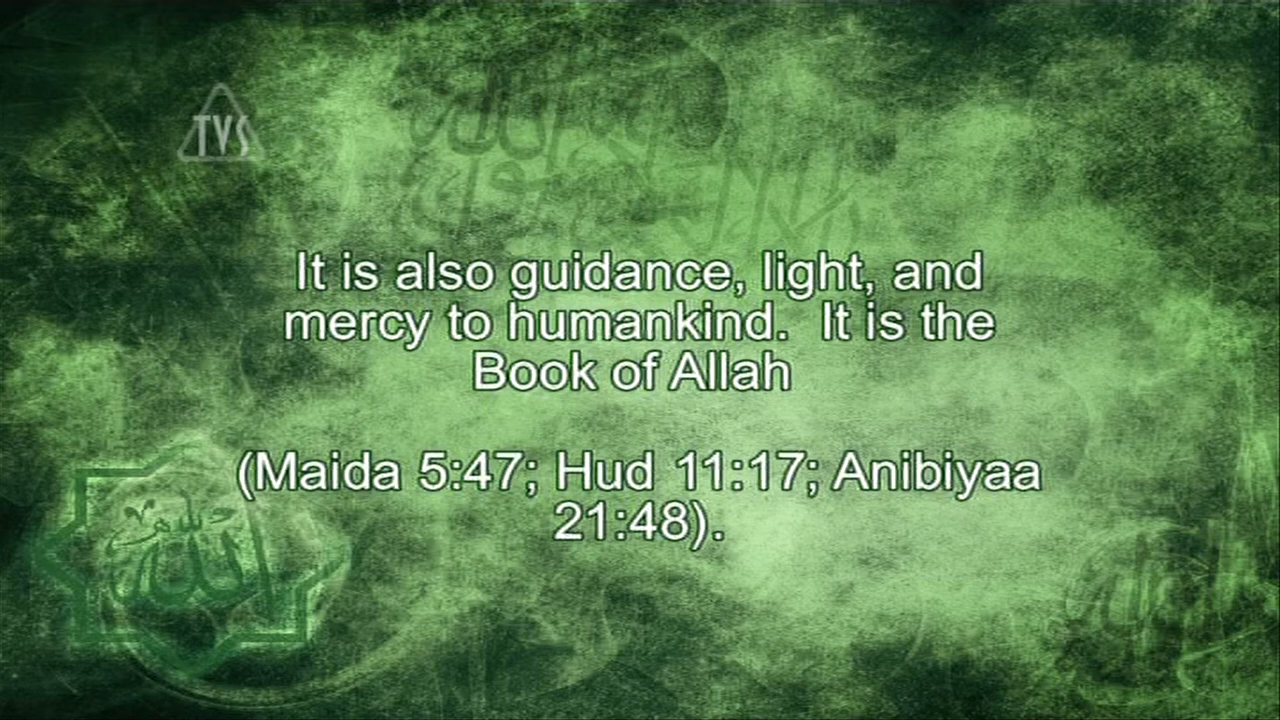 TVS
It is also guidance, light, and
mercy to humankind.  It is the
Book of Allah
(Maida 5:47; Hud 11:17; Anibiyaa
21:48).
الله